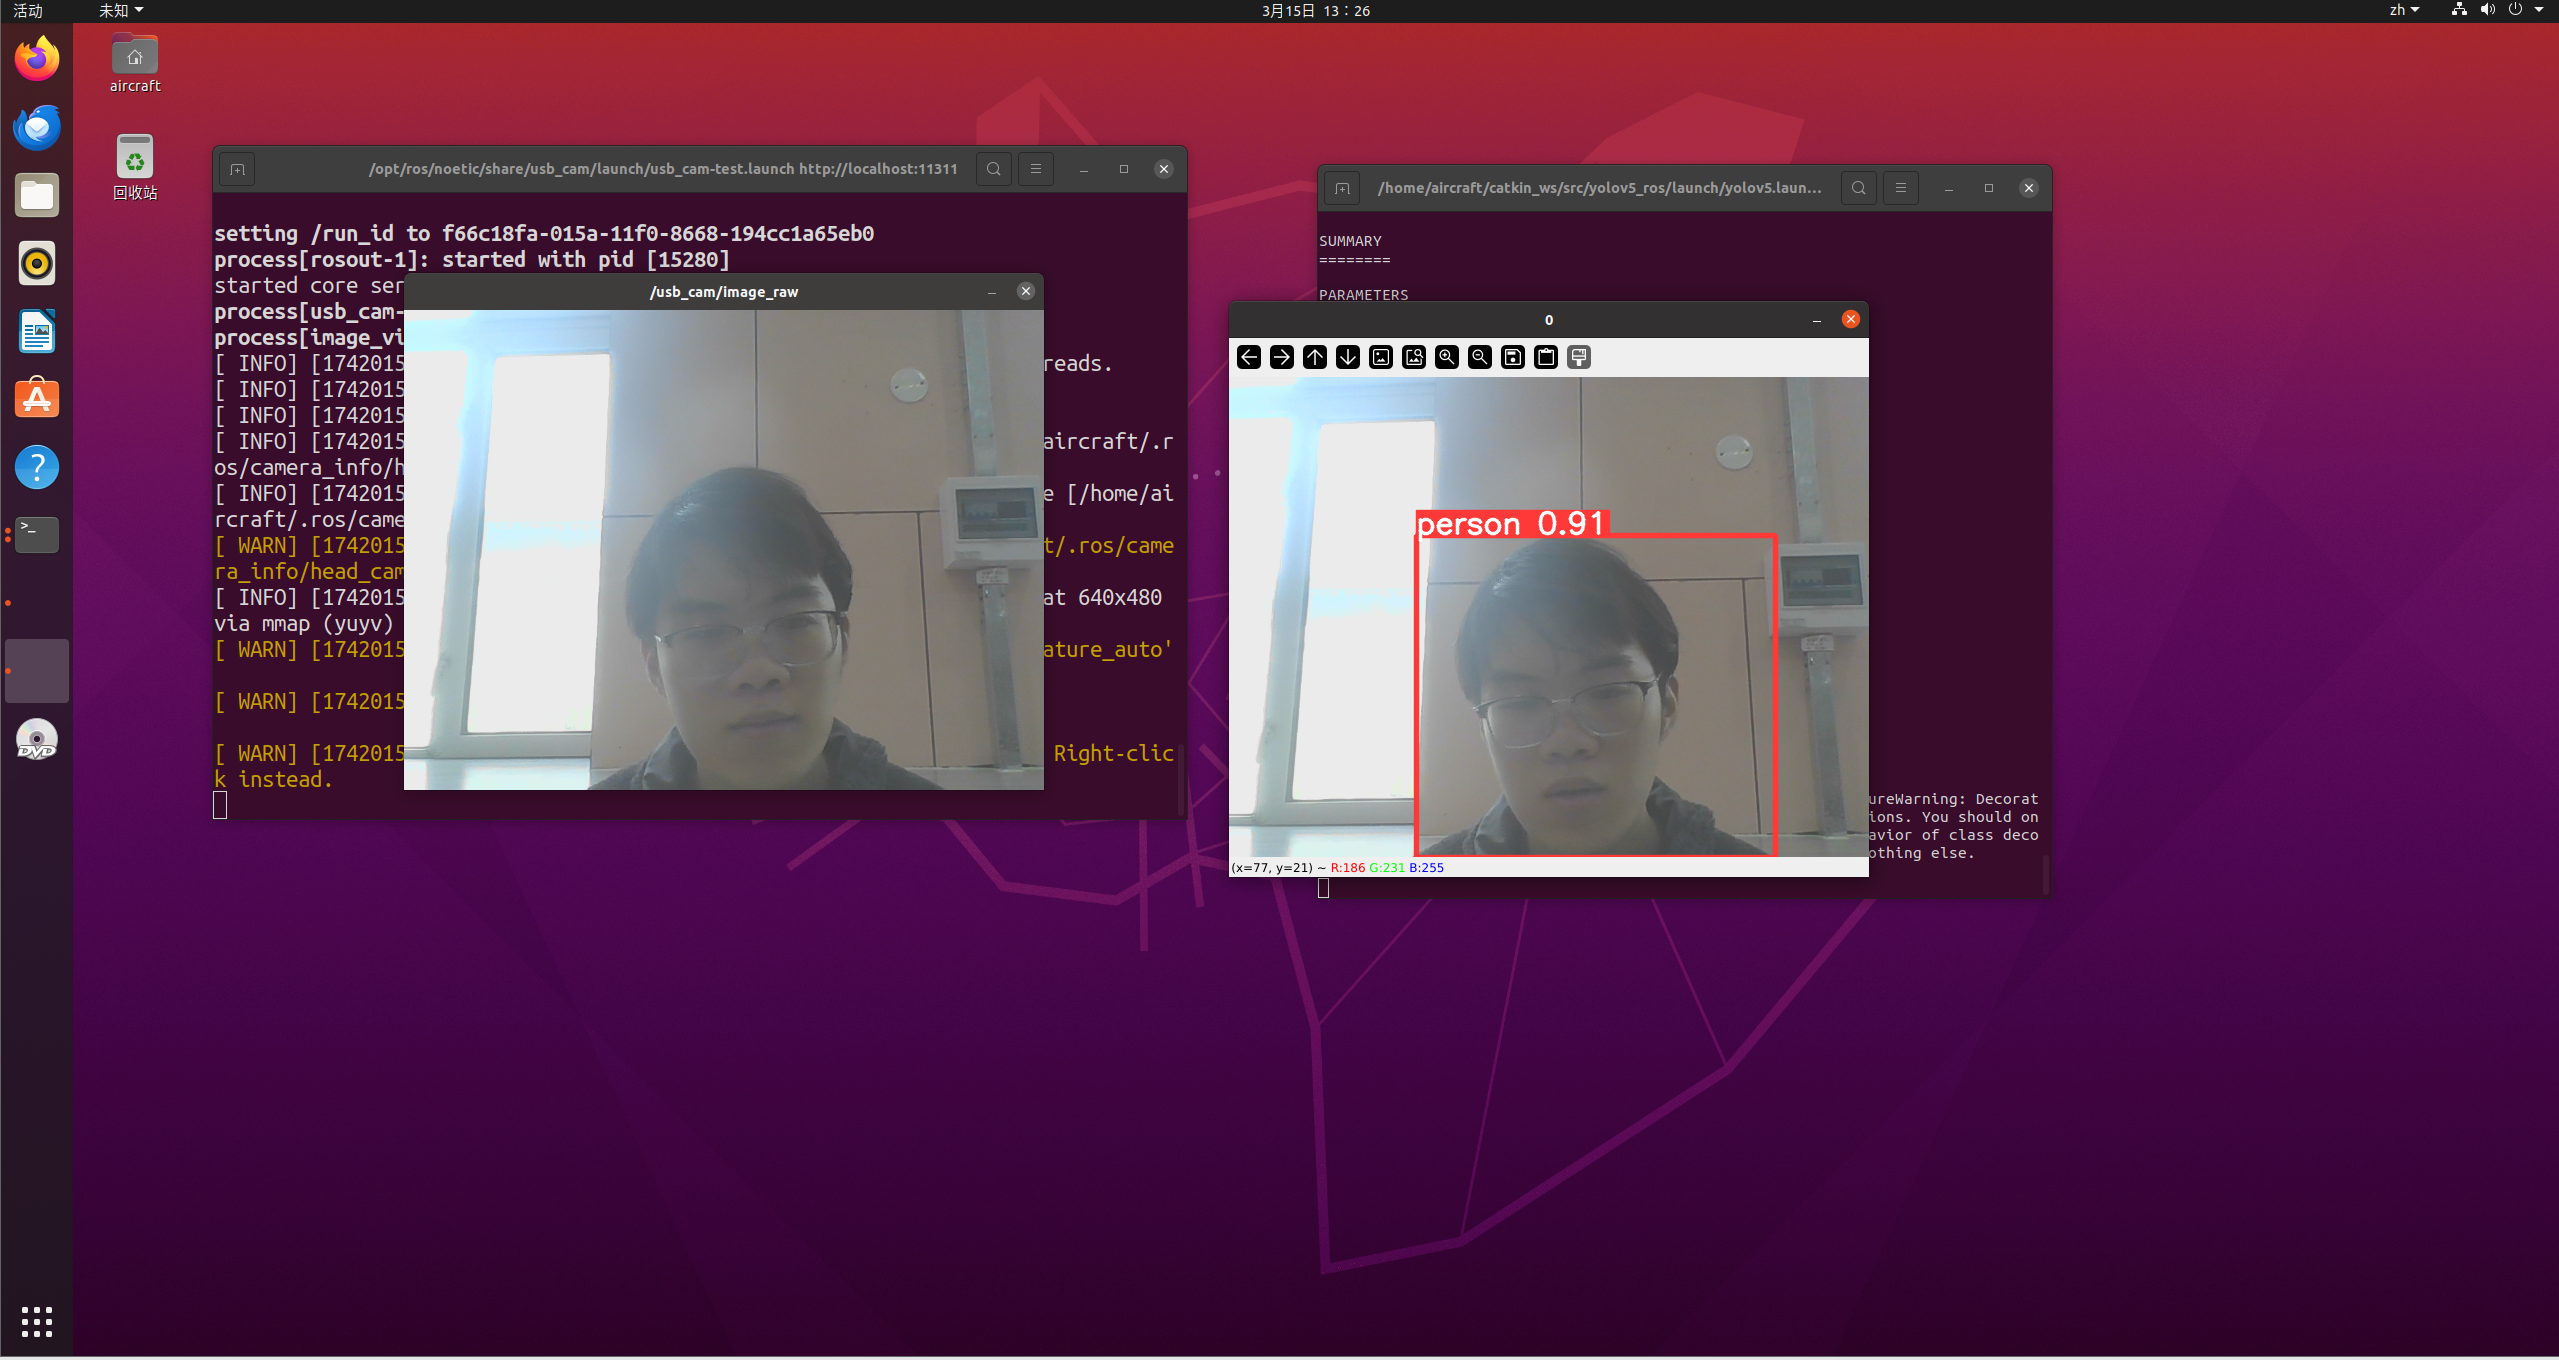 活动
未知
3月15日 13：26
zh
aircraft
回收站
/opt/ros/noetic/share/usb_cam/launch/usb_cam-test.launch http://localhost:11311
setting /run_id to f66c18fa-015a-11f0-8668-194cc1a65eb0
process[rosout-1]: started with pid [15280]
started core ser
process[usb_cam-
process[image_vi
[ INFO] [1742015 reads.
[ INFO] [1742015
[ INFO] [1742015
[ INFO] [1742015 aircraft/.r
os/camera_info/h
[ INFO] [1742015 e [/home/ai
rcraft/.ros/came
[ WARN] [1742015 t/.ros/came
ra_info/head_cam
[ INFO] [1742015 at 640x480
via mmap (yuyv)
[ WARN] [1742015 ature_auto'
[ WARN] [1742015
[ WARN] [1742015 Right-clic
k instead.
/usb_cam/image_raw
/home/aircraft/catkin_ws/src/yolov5_ros/launch/yolov5.laun...
SUMMARY
========
PARAMETERS
0
person 0.91
(x=77, y=21) ~ R:186 G:231 B:255
ureWarning: Decorat
ions. You should on
avior of class deco
othing else.
>_
?
DVD